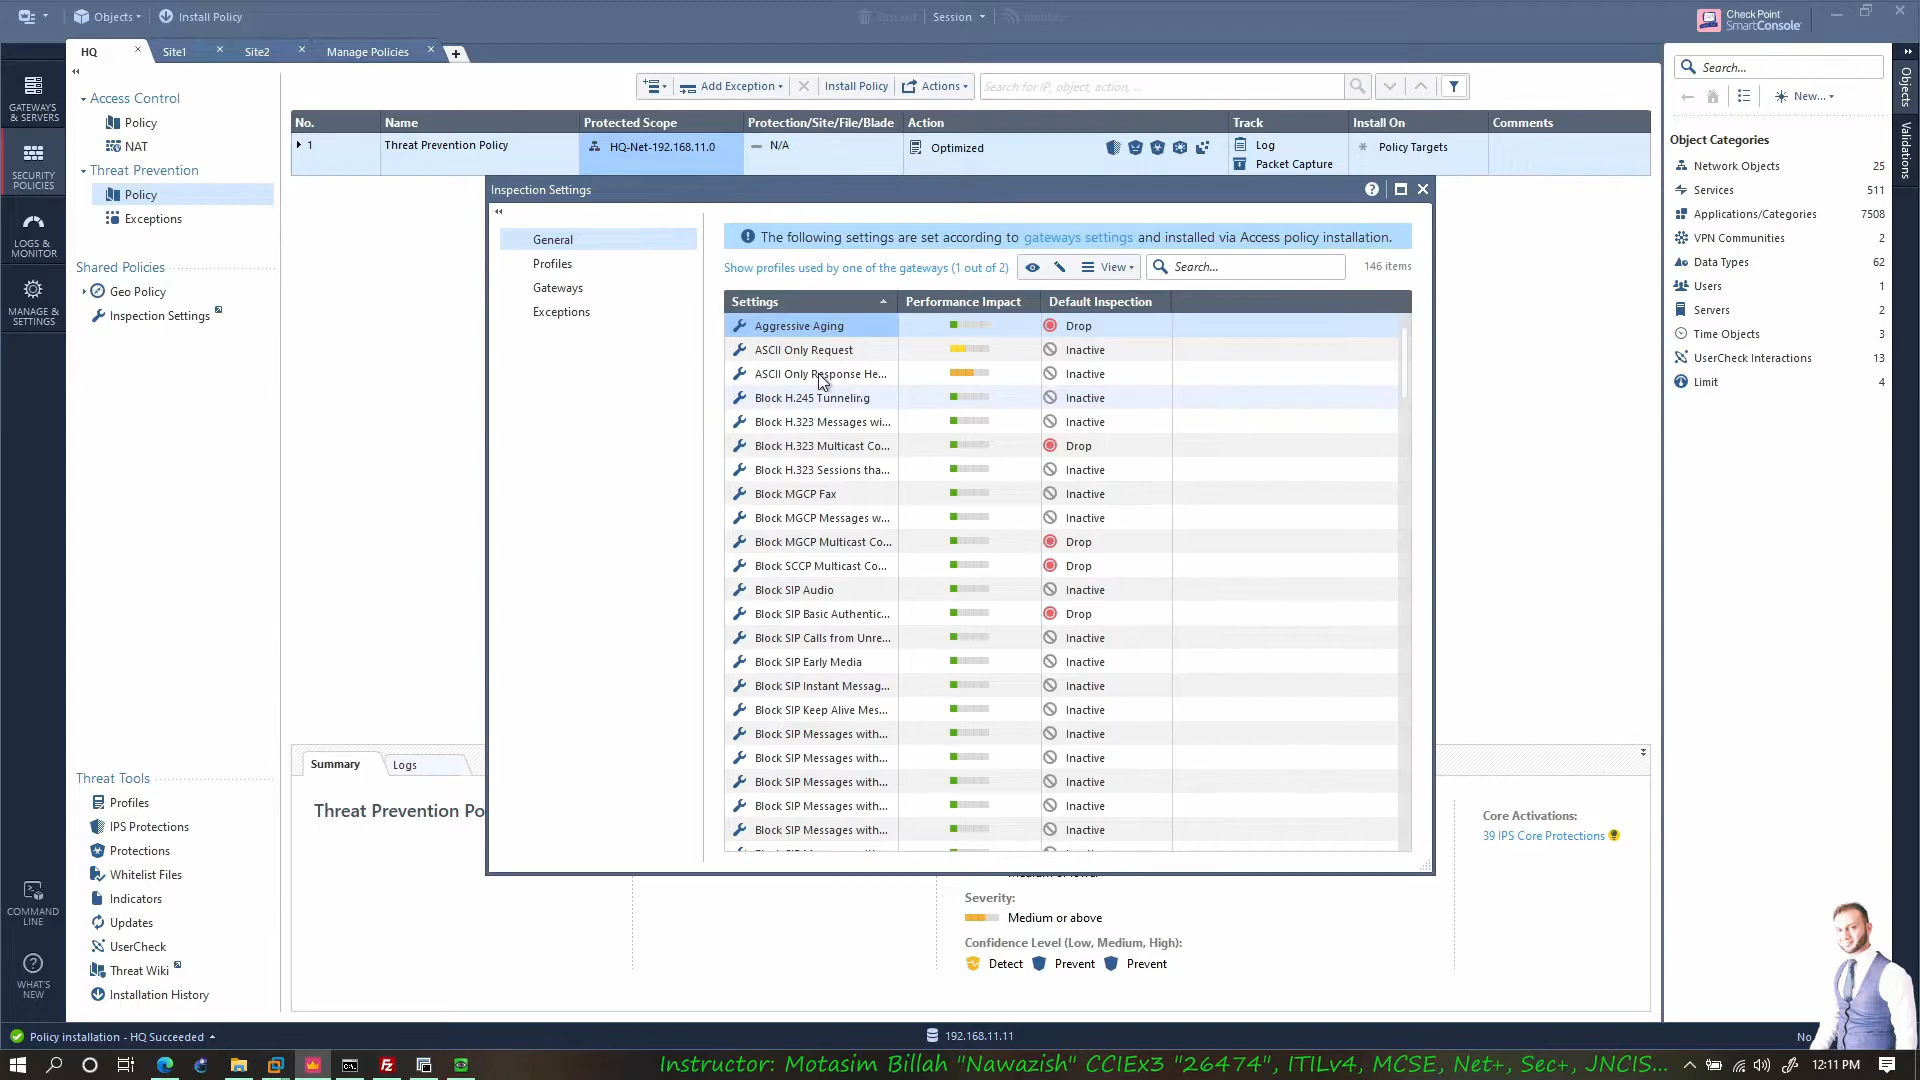 Objects
Install Policy
Discard
Session
Check Point
SmartConsole
HQ
Site1
Site2
Manage Policies
GATEWAYS
& SERVERS
SECURITY
POLICIES
LOGS &
MONITOR
MANAGE &
SETTINGS
COMMAND
LINE
WHAT'S
NEW
Access Control
Policy
NAT
Threat Prevention
Policy
Exceptions
Shared Policies
Geo Policy
Inspection Settings
Threat Tools
Profiles
IPS Protections
Protections
Whitelist Files
Indicators
Updates
UserCheck
Threat Wiki
Installation History
Add Exception
Install Policy
Actions
Search for IP, object, action, ...
No. Name Protected Scope Protection/Site/File/Blade Action Track Install On Comments
1 Threat Prevention Policy HQ-Net-192.168.11.0 N/A Optimized Log Policy Targets
Packet Capture
Inspection Settings
General
Profiles
Gateways
Exceptions
The following settings are set according to gateways settings and installed via Access policy installation.
Show profiles used by one of the gateways (1 out of 2)
View
Search...
146 items
Settings Performance Impact Default Inspection
Aggressive Aging Drop
ASCII Only Request Inactive
ASCII Only Response He... Inactive
Block H.245 Tunneling Inactive
Block H.323 Messages wi... Inactive
Block H.323 Multicast Co... Drop
Block H.323 Sessions tha... Inactive
Block MGCP Fax Inactive
Block MGCP Messages w... Inactive
Block MGCP Multicast Co... Drop
Block SCCP Multicast Co... Drop
Block SIP Audio Inactive
Block SIP Basic Authentic... Drop
Block SIP Calls from Unre... Inactive
Block SIP Early Media Inactive
Block SIP Instant Messag... Inactive
Block SIP Keep Alive Mes... Inactive
Block SIP Messages with... Inactive
Block SIP Messages with... Inactive
Block SIP Messages with... Inactive
Block SIP Messages with... Inactive
Block SIP Messages with... Inactive
Summary
Logs
Threat Prevention Po
Severity:
Medium or above
Confidence Level (Low, Medium, High):
Detect Prevent Prevent
Core Activations:
39 IPS Core Protections
Search...
New...
Object Categories
Network Objects 25
Services 511
Applications/Categories 7508
VPN Communities 2
Data Types 62
Users 1
Servers 2
Time Objects 3
UserCheck Interactions 13
Limit 4
Objects
Validations
Policy installation - HQ Succeeded
192.168.11.11
No
Instructor: Motasim Billah "Nawazish" CCIEx3 "26474", ITILv4, MCSE, Net+, Sec+, JNCIS...
12:11 PM